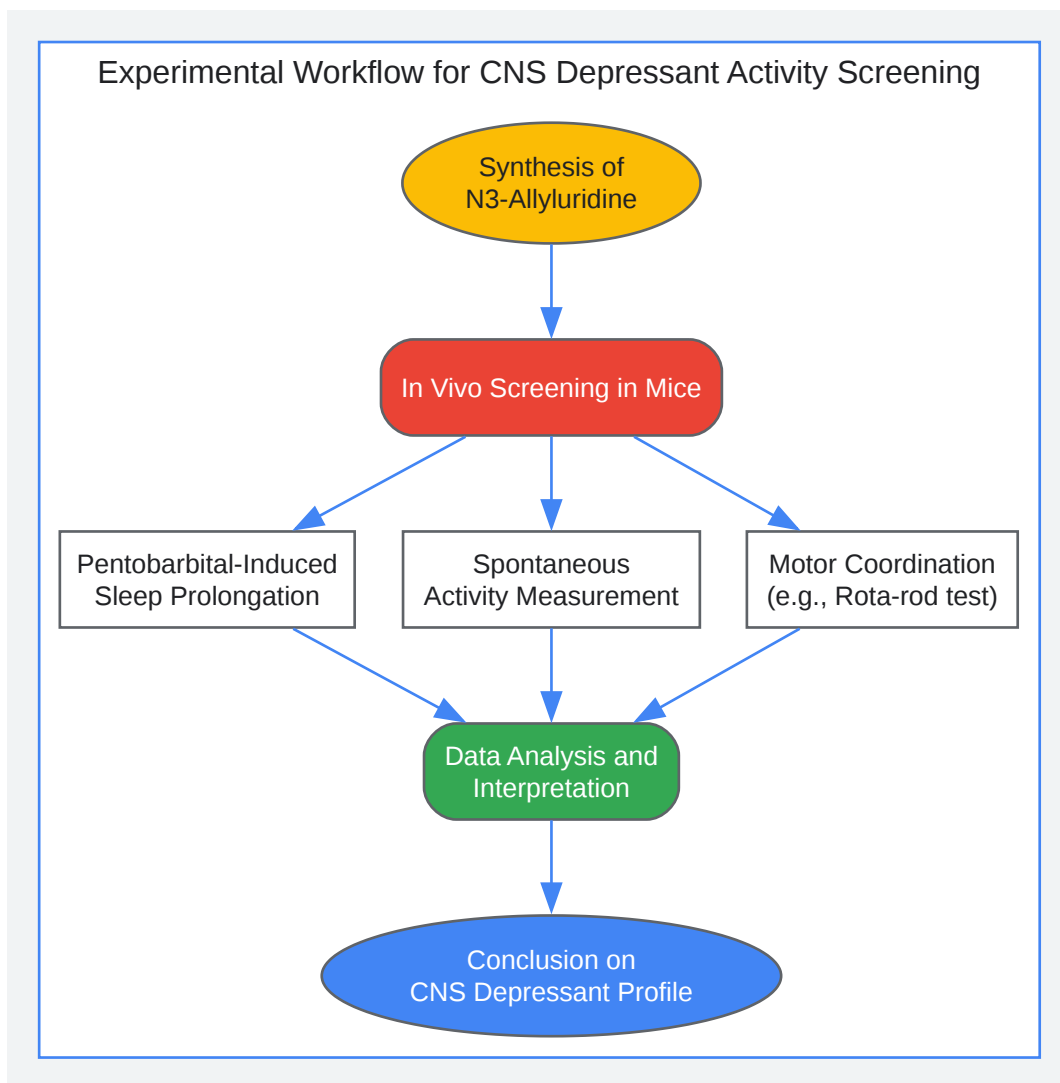 Experimental Workflow for CNS Depressant Activity Screening
Synthesis of
N3-Allyluridine
In Vivo Screening in Mice
Pentobarbital-Induced
Sleep Prolongation
Spontaneous
Activity Measurement
Motor Coordination
(e.g., Rota-rod test)
Data Analysis and
Interpretation
Conclusion on
CNS Depressant Profile